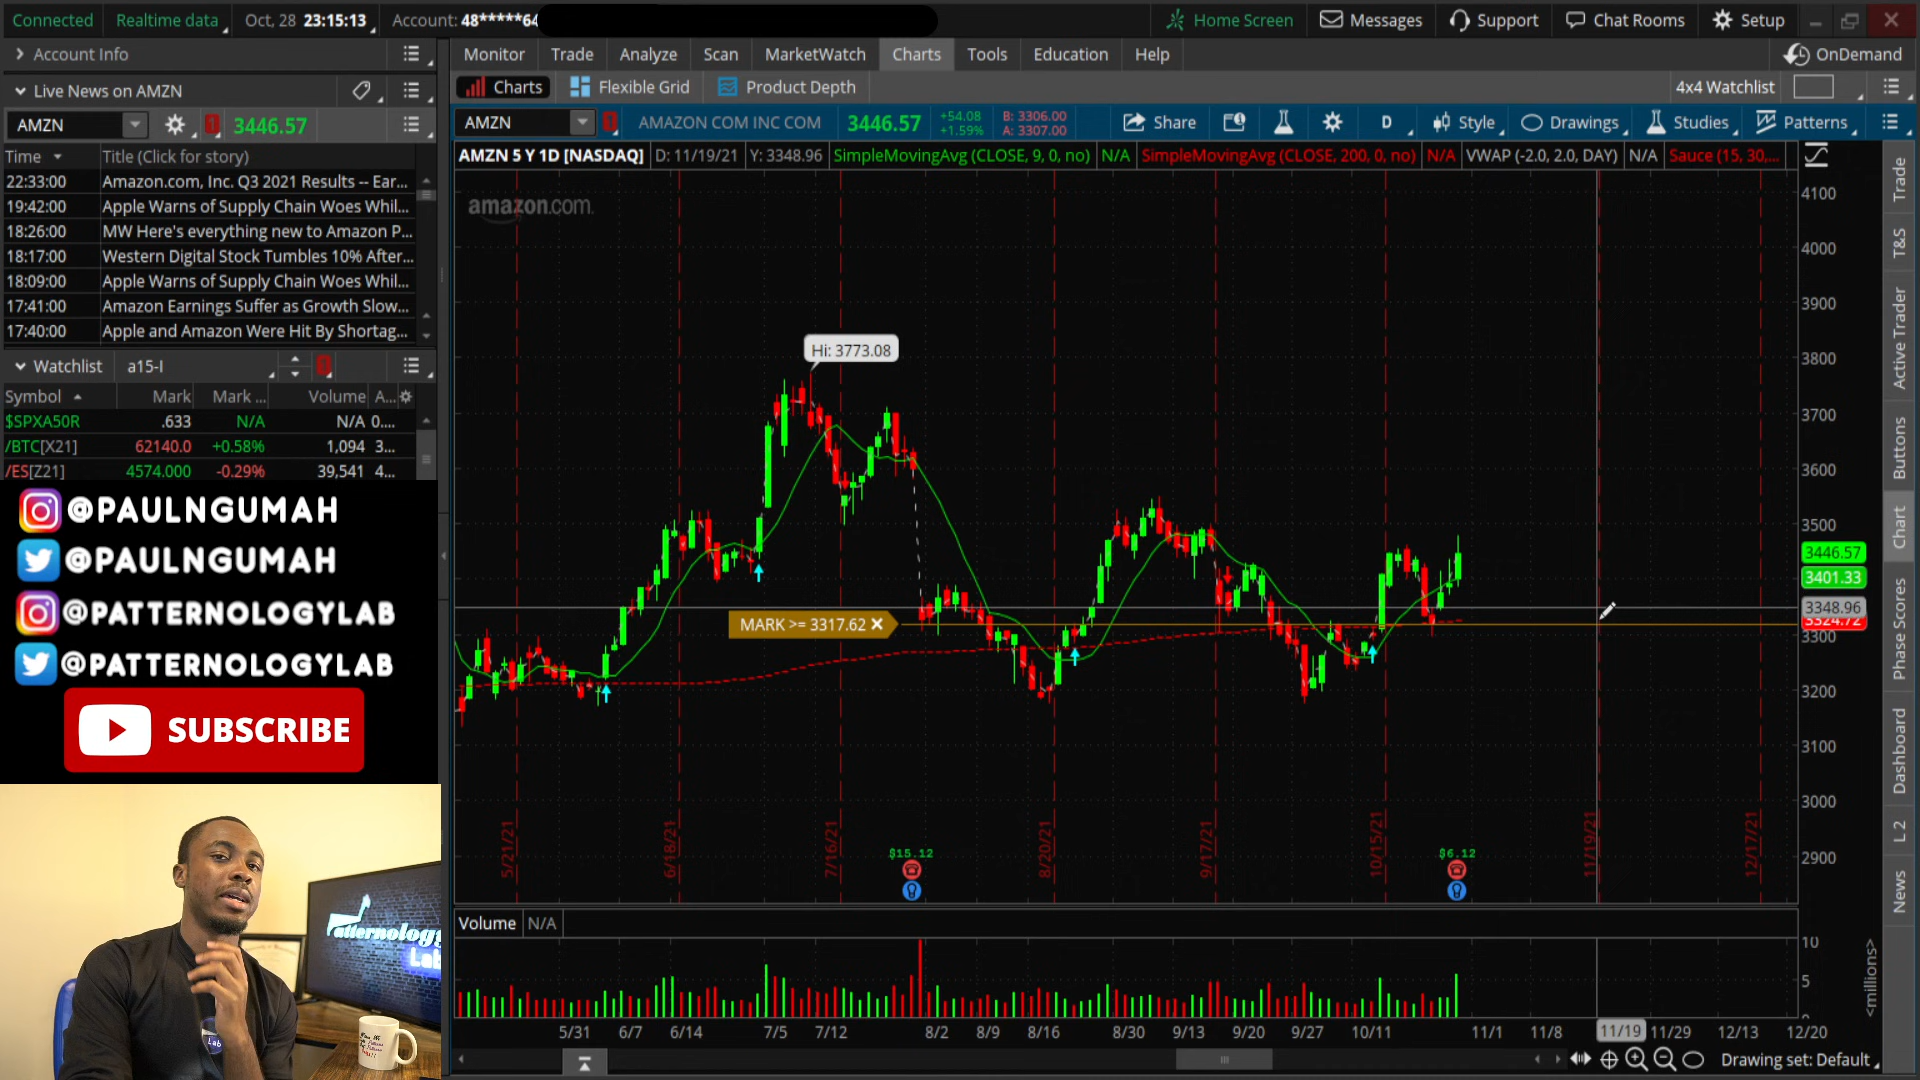 Connected Realtime data Oct, 28 23:15:13 Account: 48*****64 Home Screen Messages Support Chat Rooms Setup
Account Info
Monitor Trade Analyze Scan MarketWatch Charts Tools Education Help OnDemand
Live News on AMZN
Charts Flexible Grid Product Depth 4x4 Watchlist
AMZN 3446.57
AMZN AMAZON COM INC COM 3446.57 +54.08 +1.59% B: 3306.00 A: 3307.00 Share D Style Drawings Studies Patterns
Time Title (Click for story)
AMZN 5 Y 1D [NASDAQ] D: 11/19/21 Y: 3348.96 SimpleMovingAvg (CLOSE, 9, 0, no) N/A SimpleMovingAvg (CLOSE, 200, 0, no) N/A VWAP (-2.0, 2.0, DAY) N/A Sauce (15, 30,...
22:33:00 Amazon.com, Inc. Q3 2021 Results -- Ear...
19:42:00 Apple Warns of Supply Chain Woes Whil...
18:26:00 MW Here's everything new to Amazon P...
18:17:00 Western Digital Stock Tumbles 10% After...
18:09:00 Apple Warns of Supply Chain Woes Whil...
17:41:00 Amazon Earnings Suffer as Growth Slow...
17:40:00 Apple and Amazon Were Hit By Shortag...
Watchlist a15-I
Symbol Mark Mark ... Volume A...
$SPXA50R .633 N/A N/A 0....
/BTC[X21] 62140.0 +0.58% 1,094 3...
/ES[Z21] 4574.000 -0.29% 39,541 4...
@PAULNGUMAH
@PAULNGUMAH
@PATTERNOLOGYLAB
@PATTERNOLOGYLAB
SUBSCRIBE
Patternology
Lab
Lab
amazon.com.
Hi: 3773.08
MARK >= 3317.62
4100
4000
3900
3800
3700
3600
3500
3446.57
3401.33
3348.96
3324.72
3300
3200
3100
3000
2900
5/21/21 6/18/21 7/16/21 8/20/21 9/17/21 10/15/21 11/19/21 12/17/21
$15.12 $6.12
Volume N/A
10
5
0
<millions>
5/31 6/7 6/14 7/5 7/12 8/2 8/9 8/16 8/30 9/13 9/20 9/27 10/11 11/1 11/8 11/19 11/29 12/13 12/20
Drawing set: Default
Trade
T&S
Active Trader
Buttons
Chart
Phase Scores
Dashboard
L 2
News